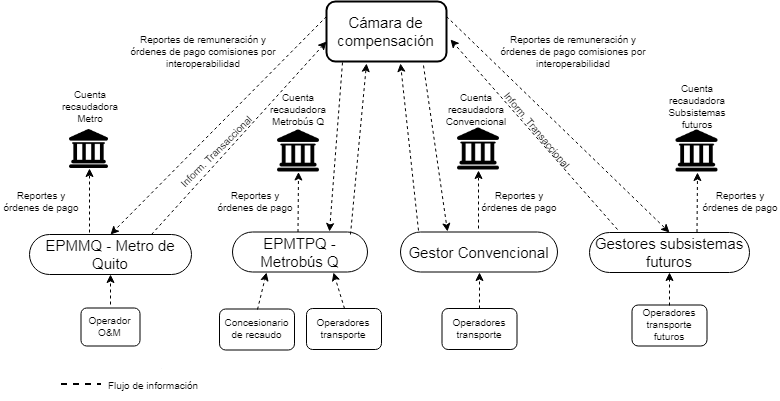 Cámara de
compensación
Reportes de remuneración y
órdenes de pago comisiones por
interoperabilidad
Reportes de remuneración y
órdenes de pago comisiones por
interoperabilidad
Cuenta
recaudadora
Metro
Cuenta
recaudadora
Metrobús Q
Cuenta
recaudadora
Convencional
Cuenta
recaudadora
Subsistemas
futuros
Inform. Transaccional
Inform. Transaccional
Reportes y
órdenes de pago
Reportes y
órdenes de pago
Reportes y
órdenes de pago
Reportes y
órdenes de pago
EPMMQ - Metro de
Quito
EPMTPQ -
Metrobús Q
Gestor Convencional
Gestores subsistemas
futuros
Operador
O&M
Concesionario
de recaudo
Operadores
transporte
Operadores
transporte
Operadores
transporte
futuros
Flujo de información